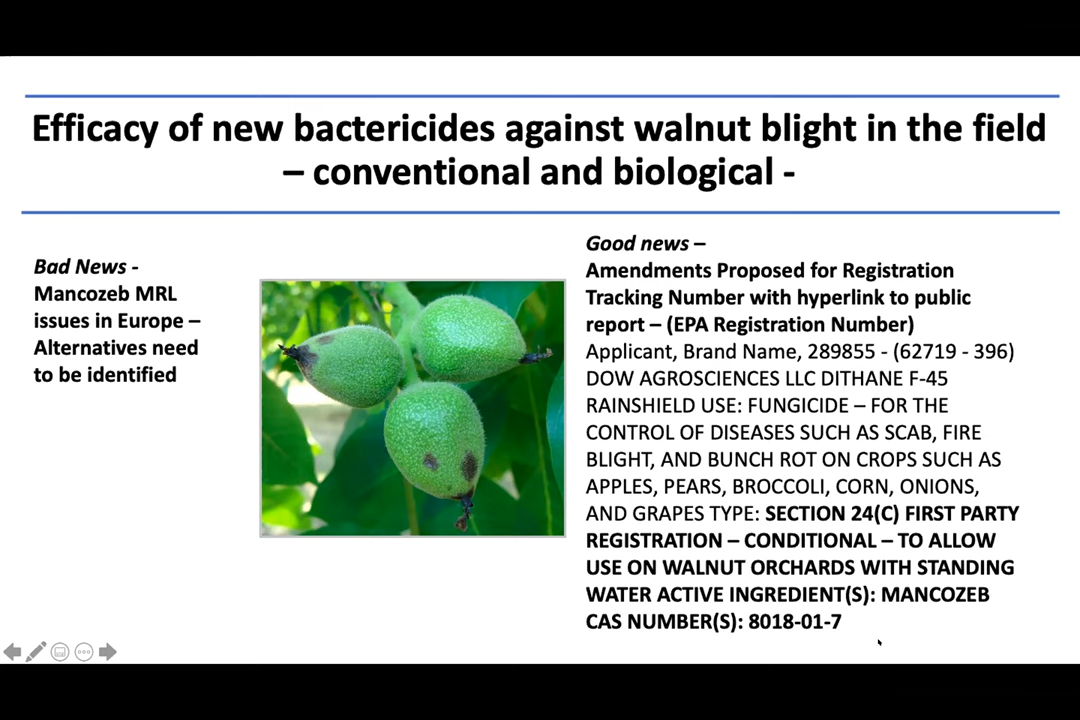 Efficacy of new bactericides against walnut blight in the field
– conventional and biological -
Bad News -
Mancozeb MRL
issues in Europe –
Alternatives need
to be identified
Good news –
Amendments Proposed for Registration
Tracking Number with hyperlink to public
report – (EPA Registration Number)
Applicant, Brand Name, 289855 - (62719 - 396)
DOW AGROSCIENCES LLC DITHANE F-45
RAINSHIELD USE: FUNGICIDE – FOR THE
CONTROL OF DISEASES SUCH AS SCAB, FIRE
BLIGHT, AND BUNCH ROT ON CROPS SUCH AS
APPLES, PEARS, BROCCOLI, CORN, ONIONS,
AND GRAPES TYPE: SECTION 24(C) FIRST PARTY
REGISTRATION – CONDITIONAL – TO ALLOW
USE ON WALNUT ORCHARDS WITH STANDING
WATER ACTIVE INGREDIENT(S): MANCOZEB
CAS NUMBER(S): 8018-01-7